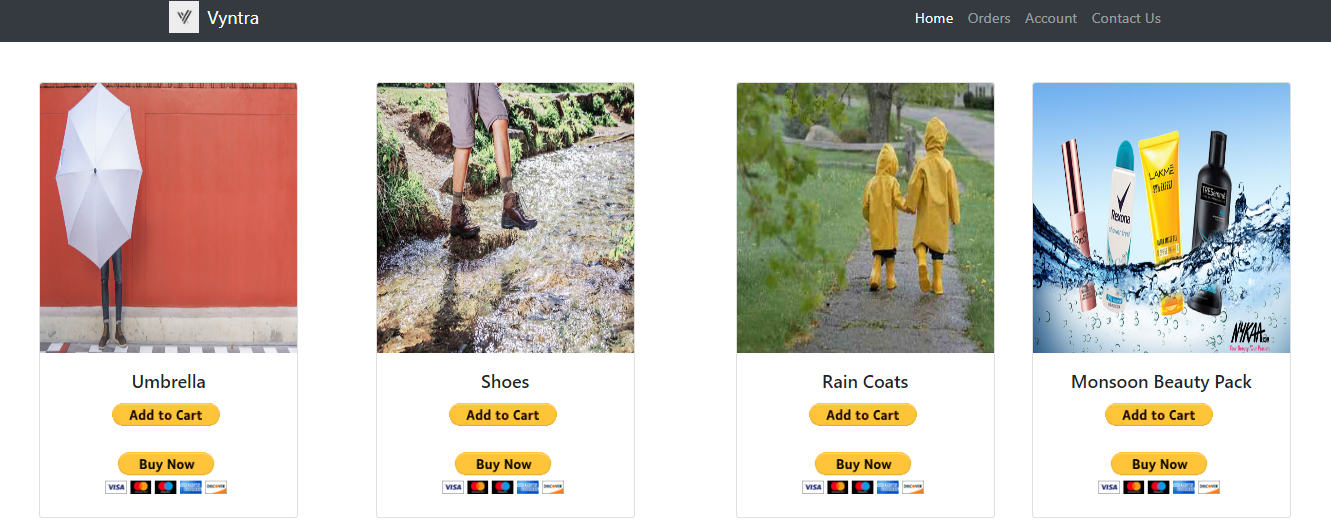 Vyntra
Home Orders Account Contact Us
Rexona
LAKMÉ
TRESemmé
NYKAA
Umbrella
Shoes
Rain Coats
Monsoon Beauty Pack
Add to Cart
Add to Cart
Add to Cart
Add to Cart
Buy Now
Buy Now
Buy Now
Buy Now
VISA
DISCOVER
VISA
DISCOVER
VISA
DISCOVER
VISA
DISCOVER